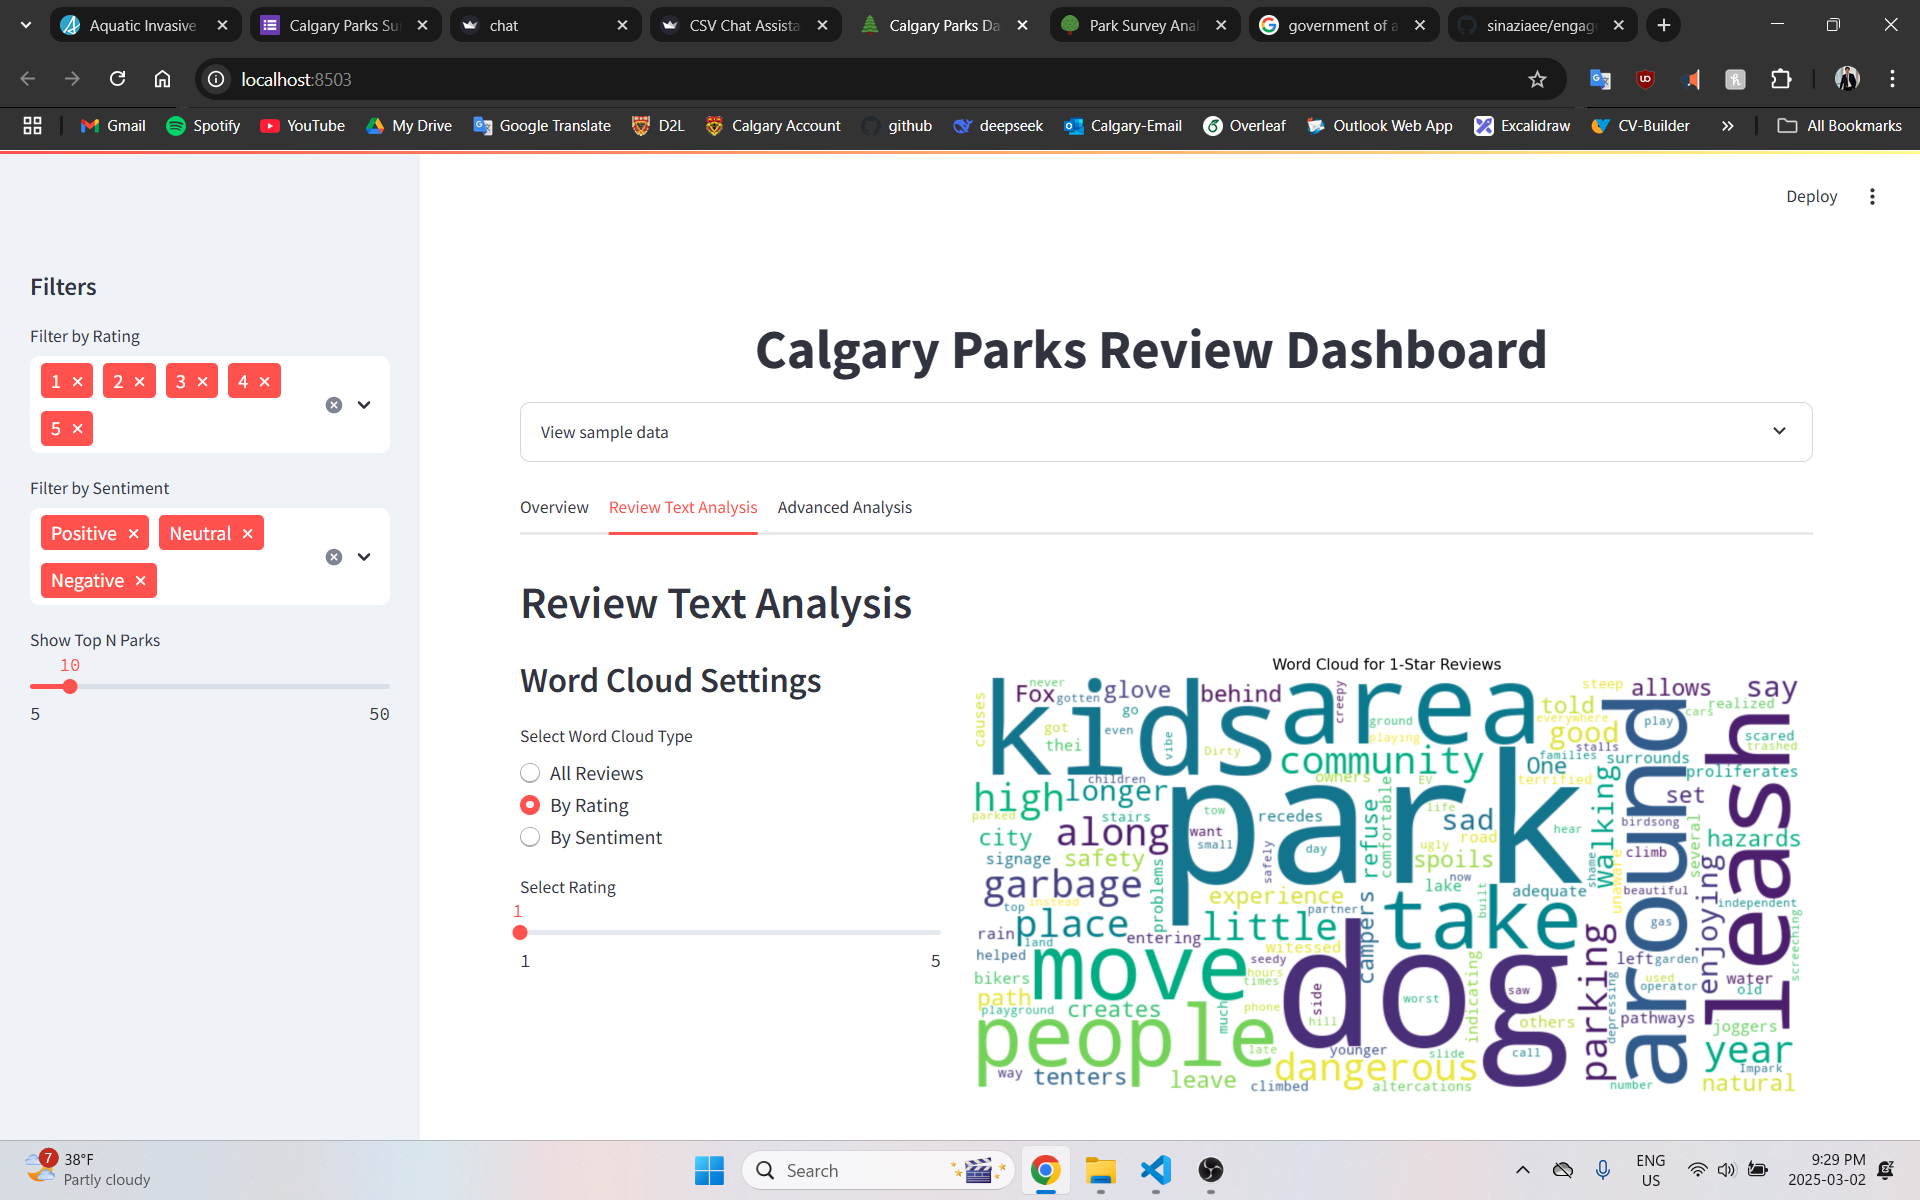 Aquatic Invasive
Calgary Parks Su
chat
CSV Chat Assista
Calgary Parks Da
Park Survey Anal
government of a
sinaziaee/engag
localhost:8503
Gmail
Spotify
YouTube
My Drive
Google Translate
D2L
Calgary Account
github
deepseek
Calgary-Email
Overleaf
Outlook Web App
Excalidraw
CV-Builder
All Bookmarks
Deploy
Filters
Filter by Rating
1 2 3 4
5
Filter by Sentiment
Positive Neutral
Negative
Show Top N Parks
10
5 50
Calgary Parks Review Dashboard
View sample data
Overview Review Text Analysis Advanced Analysis
Review Text Analysis
Word Cloud Settings
Select Word Cloud Type
All Reviews
By Rating
By Sentiment
Select Rating
1
1 5
Word Cloud for 1-Star Reviews
never
Fox
gotten
glove
behind
area
creepy
steep
allows
say
causes
kids
go
got
even
thei
vibe
Dirty
ground
playing
told
everywhere
good
stalls
play
cars
realized
scared
trashed
children
community
owners
EV
One
families
terrified
surrounds
proliferates
high
longer
parked
stairs
tow
park
recedes
refuse
comfortable
life
sad
road
hear
Walking
set
birdsong
several
hazards
city
along
want
small
day
safely
ugly
spoils
now
shame
climb
signage
safety
problems
garbage
experience
lake
built
adequate
unaware
beautiful
independent
top
instead
partner
take
around
leash
gas
enjoying
place
little
campers
rain
land
entering
witessed
helped
seedy
hours
times
bikers
move
dog
side
worst
indicating
saw
parking
depressing
left
garden
used
operator
water
old
screeching
path
playground
creates
much
phone
hill
others
pathways
joggers
people
late
younger
slide
call
year
Impark
way
tenters
leave
climbed
dangerous
altercations
number
natural
7
38°F
Partly cloudy
Search
ENG
US
9:29 PM
2025-03-02